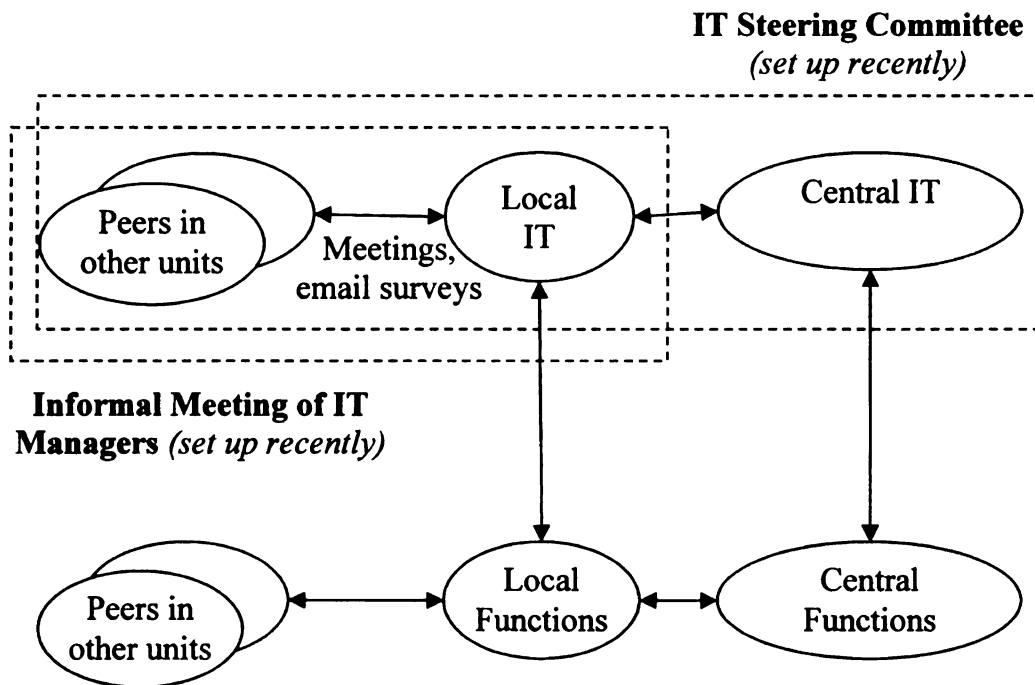 IT Steering Committee
(set up recently)
Peers in
other units
Meetings,
email surveys
Local
IT
Central IT
Informal Meeting of IT
Managers (set up recently)
Peers in
other units
Local
Functions
Central
Functions